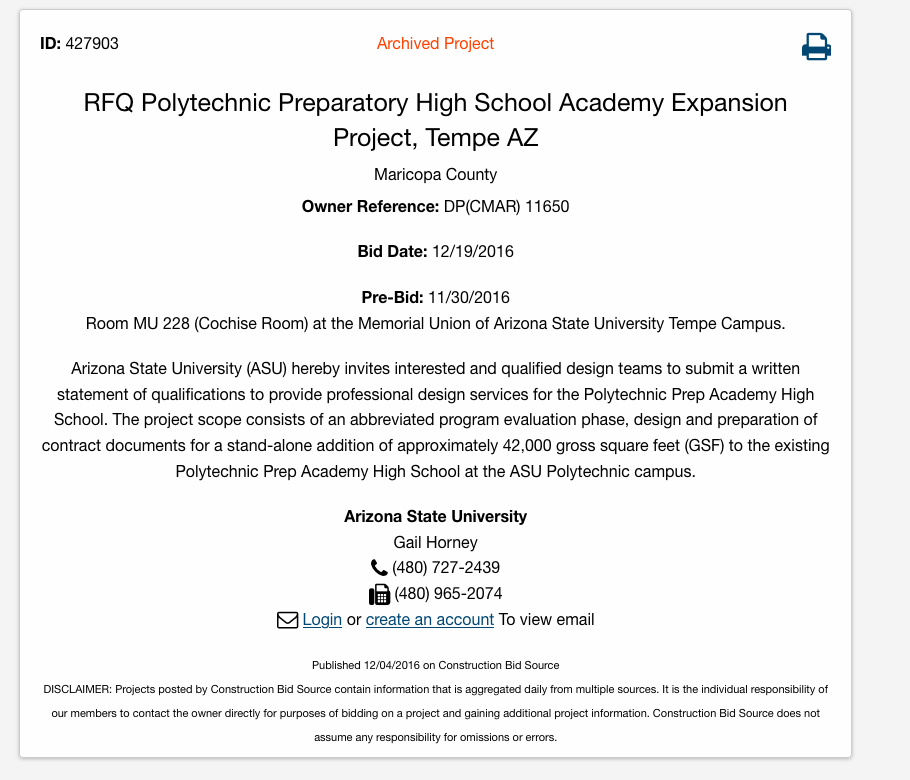 ID: 427903
Archived Project
RFQ Polytechnic Preparatory High School Academy Expansion
Project, Tempe AZ
Maricopa County
Owner Reference: DP(CMAR) 11650
Bid Date: 12/19/2016
Pre-Bid: 11/30/2016
Room MU 228 (Cochise Room) at the Memorial Union of Arizona State University Tempe Campus.
Arizona State University (ASU) hereby invites interested and qualified design teams to submit a written
statement of qualifications to provide professional design services for the Polytechnic Prep Academy High
School. The project scope consists of an abbreviated program evaluation phase, design and preparation of
contract documents for a stand-alone addition of approximately 42,000 gross square feet (GSF) to the existing
Polytechnic Prep Academy High School at the ASU Polytechnic campus.
Arizona State University
Gail Horney
(480) 727-2439
(480) 965-2074
Login or create an account To view email
Published 12/04/2016 on Construction Bid Source
DISCLAIMER: Projects posted by Construction Bid Source contain information that is aggregated daily from multiple sources. It is the individual responsibility of
our members to contact the owner directly for purposes of bidding on a project and gaining additional project information. Construction Bid Source does not
assume any responsibility for omissions or errors.